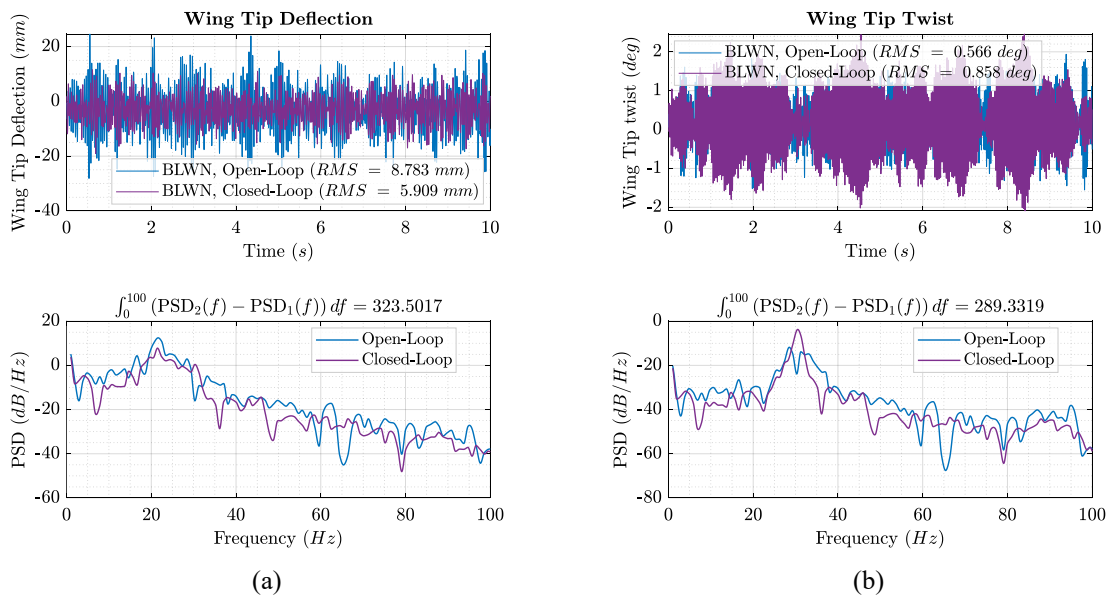 Wing Tip Deflection
Wing Tip Deflection (mm)
20
0
-20
-40
BLWN, Open-Loop (RMS = 8.783 mm)
BLWN, Closed-Loop (RMS = 5.909 mm)
0 2 4 6 8 10
Time (s)
Wing Tip Twist
Wing Tip twist (deg)
2
1
0
-1
-2
BLWN, Open-Loop (RMS = 0.566 deg)
BLWN, Closed-Loop (RMS = 0.858 deg)
0 2 4 6 8 10
Time (s)
∫₀¹⁰⁰ (PSD₂(f) − PSD₁(f)) df = 323.5017
PSD (dB/Hz)
20
0
-20
-40
-60
Open-Loop
Closed-Loop
0 20 40 60 80 100
Frequency (Hz)
(a)
∫₀¹⁰⁰ (PSD₂(f) − PSD₁(f)) df = 289.3319
PSD (dB/Hz)
0
-20
-40
-60
-80
Open-Loop
Closed-Loop
0 20 40 60 80 100
Frequency (Hz)
(b)